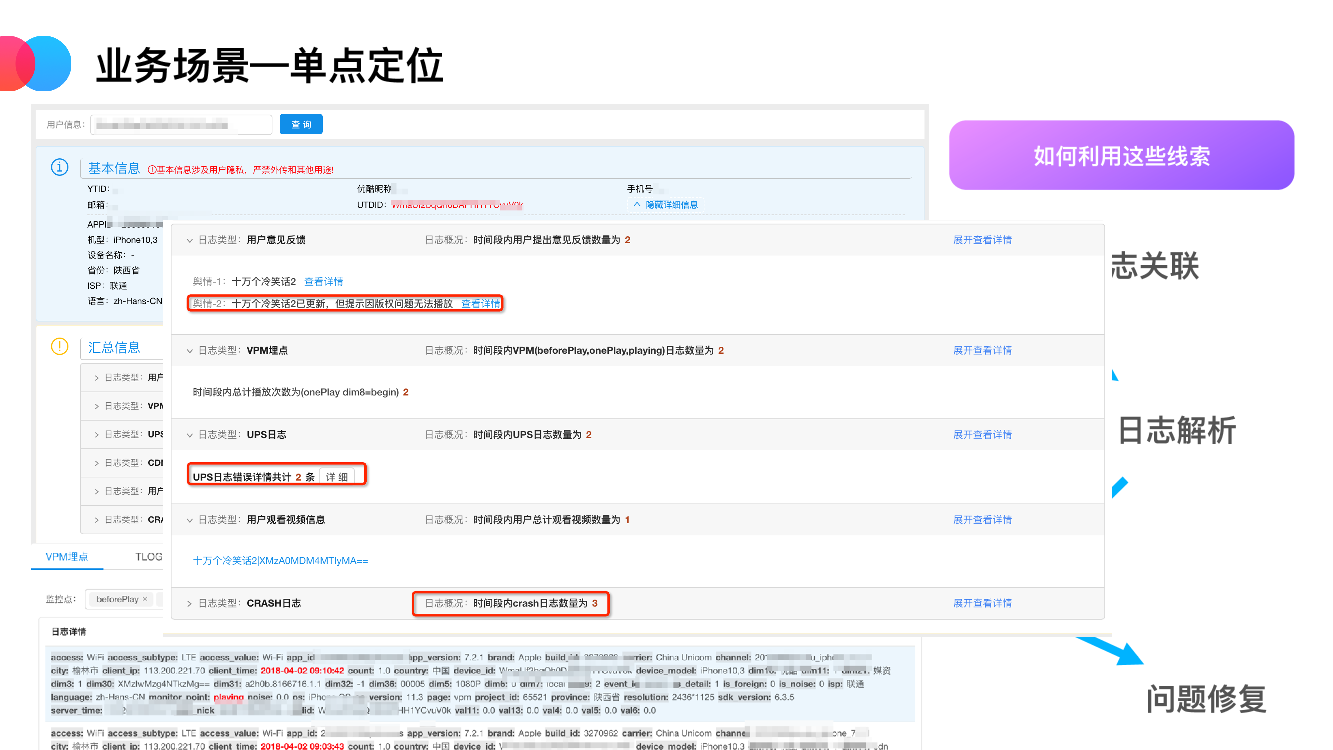 业务场景—单点定位
用户信息:
查 询
如何利用这些线索
基本信息 ①基本信息涉及用户隐私，严禁外传和其他用途!
YTID: 优酷昵称 手机号
邮箱: UTDID: 隐藏详细信息
APPID
机型: iPhone10,3
设备名称: -
省份: 陕西省
ISP: 联通
语言: zh-Hans-CN
日志类型: 用户意见反馈 日志概况: 时间段内用户提出意见反馈数量为 2 展开查看详情
舆情-1: 十万个冷笑话2 查看详情
舆情-2: 十万个冷笑话2已更新，但提示因版权问题无法播放 查看详情
志关联
汇总信息
日志类型: 用户
日志类型: VPM
日志类型: UPS
日志类型:
日志类型: 用户
日志类型: CRA
日志类型: VPM埋点 日志概况: 时间段内VPM(beforePlay,onePlay,playing)日志数量为 2 展开查看详情
时间段内总计播放次数为(onePlay dim8=begin) 2
日志类型: UPS日志 日志概况: 时间段内UPS日志数量为 2 展开查看详情
日志解析
UPS日志错误详情共计 2 条 详 细
日志类型: 用户观看视频信息 日志概况: 时间段内用户总计观看视频数量为 1 展开查看详情
十万个冷笑话2|XMzA0MDM4MTIyMA==
日志类型: CRASH日志 日志概况: 时间段内crash日志数量为 3 展开查看详情
VPM埋点 TLOG
监控点: beforePlay ×
日志详情
access: WiFi access_subtype: LTE access_value: Wi-Fi app_id app_version: 7.2.1 brand: Apple build_id: 3270962 carrier: China Unicom channel:
city: 榆林市 client_ip: 113.200.221.70 client_time: 2018-04-02 09:10:42 count: 1.0 country: 中国 device_id: device_model: iPhone10,3
dim3: 1 dim30: XMzIwMzg4NTIzMg== dim31: a2h0b.8166716.1.1 dim32: -1 dim36: 00000 dim5: 1080P is_foreign: 0 is_noise: 0 isp: 联通
language: zh-Hans-CN monitor_point: playing noise: 0.0 version: 11.3 page: vpm project_id: 65521 province: 陕西省 resolution: 2436*1125 sdk_version: 6.3.5
server_time: val11: 0.0 val13: 0.0 val4: 0.0 val5: 0.0 val6: 0.0
access: WiFi access_subtype: LTE access_value: Wi-Fi app_id: app_version: 7.2.1 brand: Apple build_id: 3270962 carrier: China Unicom
city: 榆林市 client_ip: 113.200.221.70 client_time: 2018-04-02 09:03:43 count: 1.0 country: 中国 device_id: device_model: iPhone10,3
问题修复